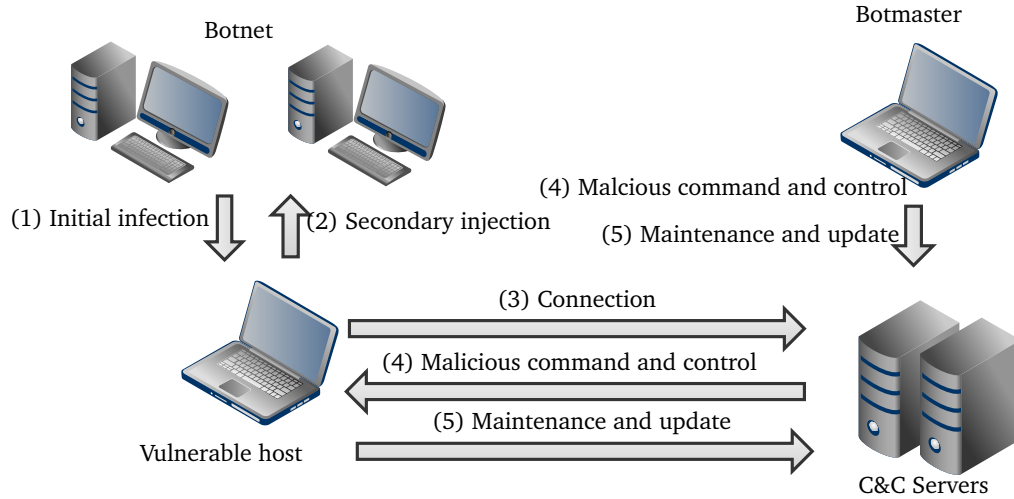 Botnet
Botmaster
(4) Malcious command and control
(1) Initial infection
(2) Secondary injection
(5) Maintenance and update
(3) Connection
(4) Malicious command and control
(5) Maintenance and update
Vulnerable host
C&C Servers